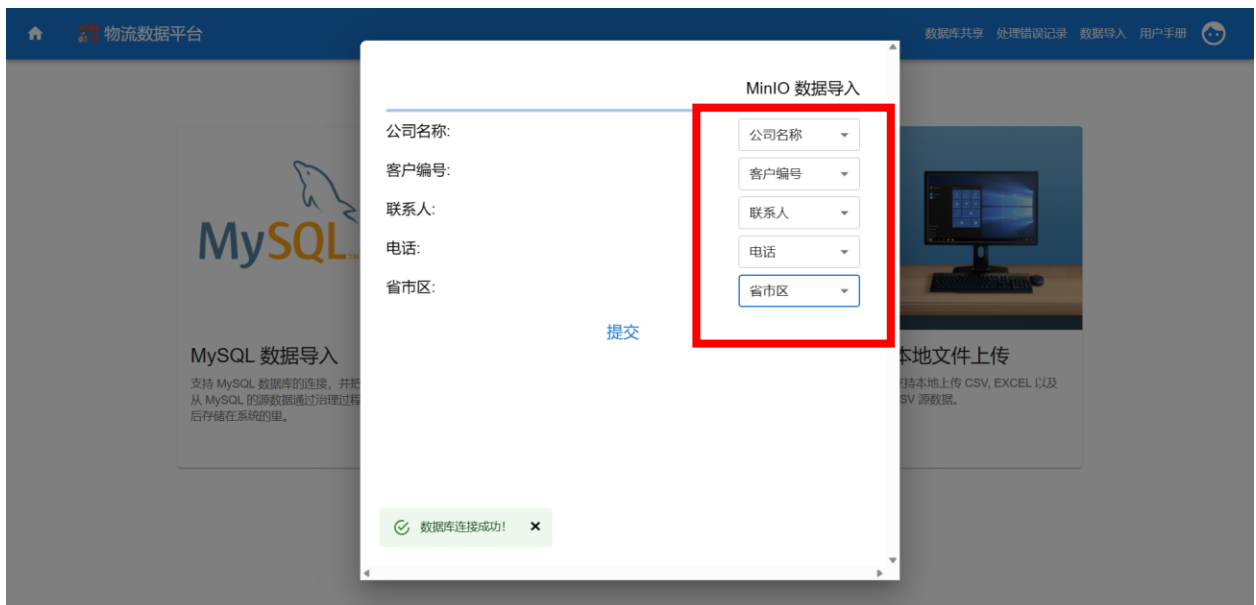 物流数据平台
数据库共享 处理错误记录 数据导入 用户手册
MinIO 数据导入
公司名称: 公司名称
客户编号: 客户编号
联系人: 联系人
电话: 电话
省市区: 省市区
提交
MySQL
MySQL 数据导入
支持 MySQL 数据库的连接，并把
从 MySQL 的源数据通过治理过程
后存储在系统的里。
本地文件上传
支持本地上传 CSV, EXCEL 以及
SV 源数据。
数据库连接成功!